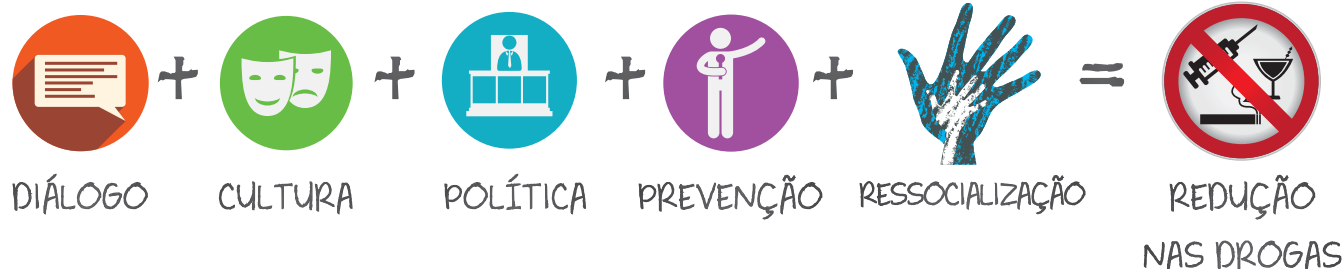 DIÁLOGO + CULTURA + POLÍTICA + PREVENÇÃO + RESSOCIALIZAÇÃO = REDUÇÃO
NAS DROGAS